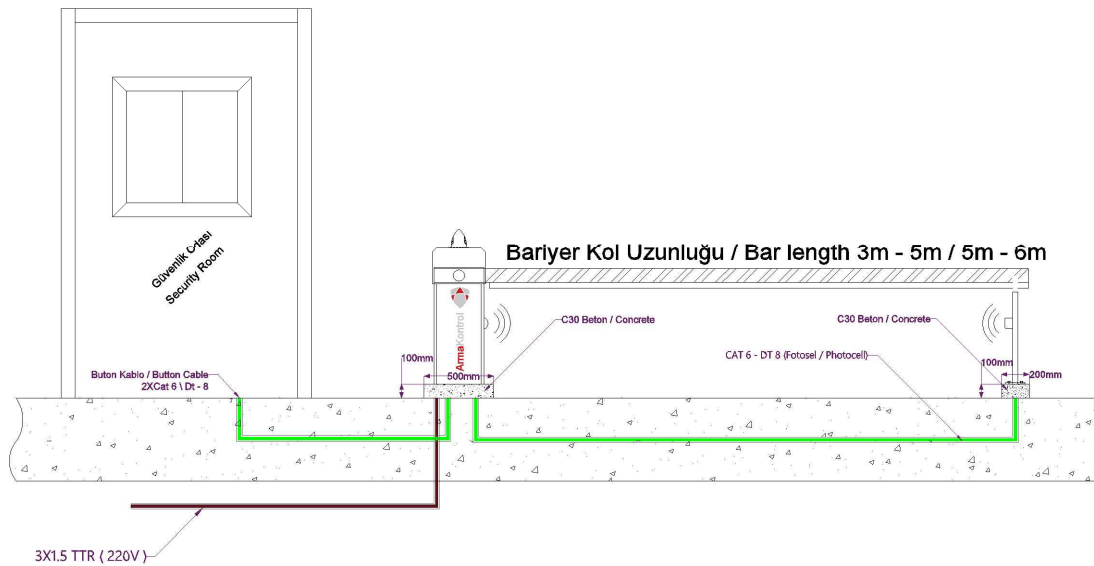 Bariyer Kol Uzunluğu / Bar length 3m - 5m / 5m - 6m
Güvenlik Odası
Security Room
ArmaKontrol
C30 Beton / Concrete
C30 Beton / Concrete
100mm
500mm
CAT 6 - DT 8 (Fotosel / Photocell)
100mm
200mm
Buton Kablo / Button Cable
2XCat 6 \ Dt - 8
3X1.5 TTR ( 220V )